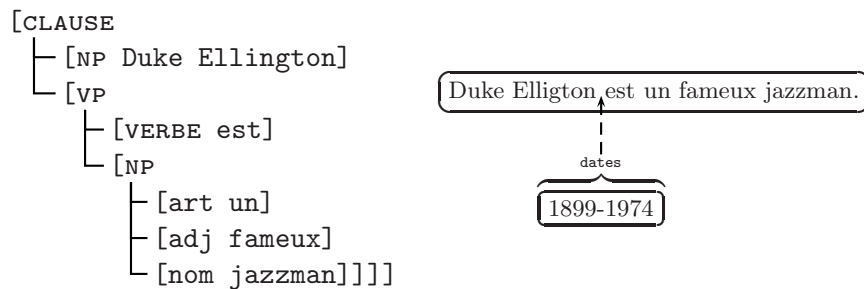 [CLAUSE
[NP Duke Ellington]
[VP
[VERBE est]
[NP
[art un]
[adj fameux]
[nom jazzman]]]]
Duke Elligton est un fameux jazzman.
dates
1899-1974